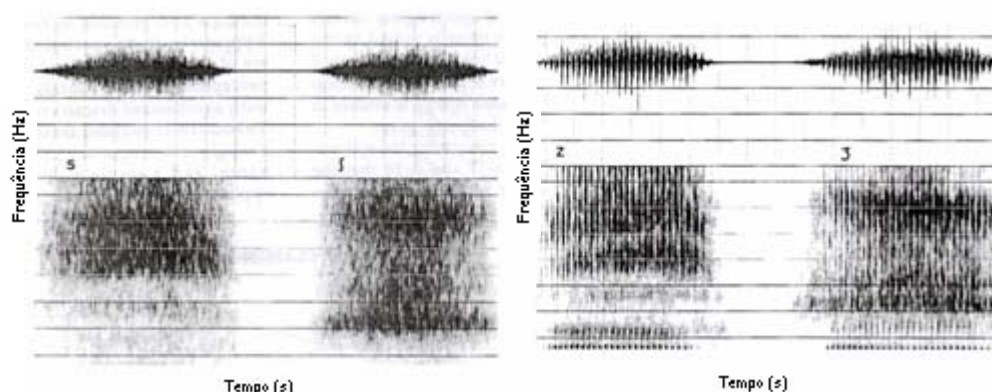 Frequência (Hz)
s
ʃ
Tempo (s)
Frequência (Hz)
z
ʒ
Tempo (s)